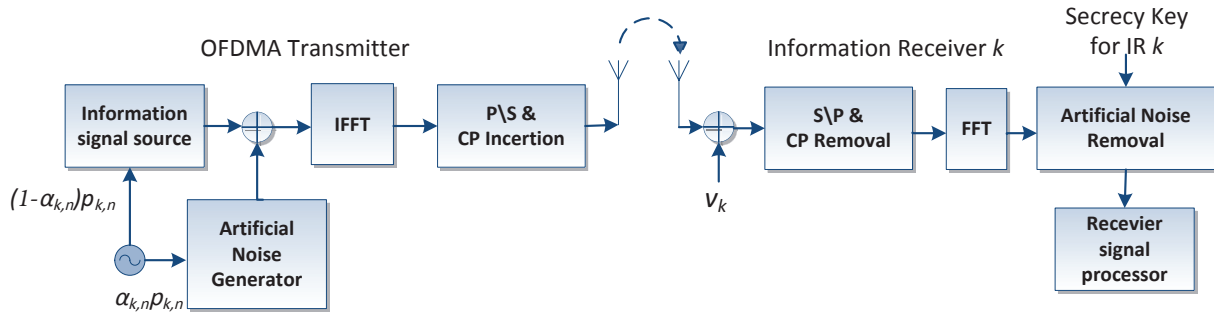 OFDMA Transmitter
Information Receiver k
Secrecy Key
for IR k
Information
signal source
IFFT
P\S &
CP Incertion
S\P &
CP Removal
FFT
Artificial Noise
Removal
(1-αk,n)pk,n
νk
Artificial
Noise
Generator
Recevier
signal
processor
αk,npk,n